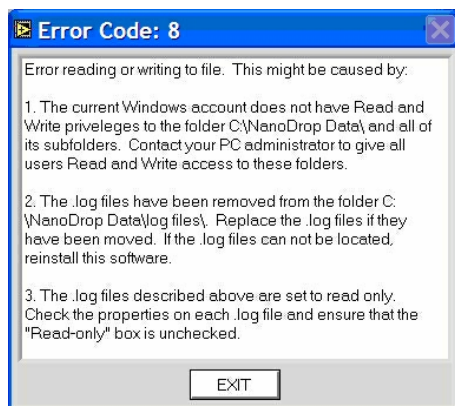 Error Code: 8
Error reading or writing to file. This might be caused by:
1. The current Windows account does not have Read and
Write priveleges to the folder C:\NanoDrop Data\ and all of
its subfolders. Contact your PC administrator to give all
users Read and Write access to these folders.
2. The .log files have been removed from the folder C:
\NanoDrop Data\log files\. Replace the .log files if they
have been moved. If the .log files can not be located,
reinstall this software.
3. The .log files described above are set to read only.
Check the properties on each .log file and ensure that the
"Read-only" box is unchecked.
EXIT